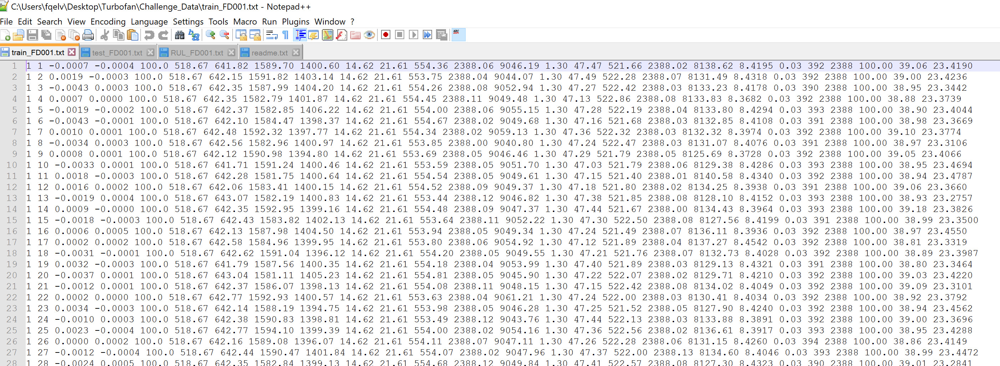 C:\Users\fqelv\Desktop\Turbofan\Challenge_Data\train_FD001.txt - Notepad++
File Edit Search View Encoding Language Settings Tools Macro Run Plugins Window ?
ABC
train_FD001.txt test_FD001.txt RUL_FD001.txt readme.txt
1 1 1 -0.0007 -0.0004 100.0 518.67 641.82 1589.70 1400.60 14.62 21.61 554.36 2388.06 9046.19 1.30 47.47 521.66 2388.02 8138.62 8.4195 0.03 392 2388 100.00 39.06 23.4190
2 1 2 0.0019 -0.0003 100.0 518.67 642.15 1591.82 1403.14 14.62 21.61 553.75 2388.04 9044.07 1.30 47.49 522.28 2388.07 8131.49 8.4318 0.03 392 2388 100.00 39.00 23.4236
3 1 3 -0.0043 0.0003 100.0 518.67 642.35 1587.99 1404.20 14.62 21.61 554.26 2388.08 9052.94 1.30 47.27 522.42 2388.03 8133.23 8.4178 0.03 390 2388 100.00 38.95 23.3442
4 1 4 0.0007 0.0000 100.0 518.67 642.35 1582.79 1401.87 14.62 21.61 554.45 2388.11 9049.48 1.30 47.13 522.86 2388.08 8133.83 8.3682 0.03 392 2388 100.00 38.88 23.3739
5 1 5 -0.0019 -0.0002 100.0 518.67 642.37 1582.85 1406.22 14.62 21.61 554.00 2388.06 9055.15 1.30 47.28 522.19 2388.04 8133.80 8.4294 0.03 393 2388 100.00 38.90 23.4044
6 1 6 -0.0043 -0.0001 100.0 518.67 642.10 1584.47 1398.37 14.62 21.61 554.67 2388.02 9049.68 1.30 47.16 521.68 2388.03 8132.85 8.4108 0.03 391 2388 100.00 38.98 23.3669
7 1 7 0.0010 0.0001 100.0 518.67 642.48 1592.32 1397.77 14.62 21.61 554.34 2388.02 9059.13 1.30 47.36 522.32 2388.03 8132.32 8.3974 0.03 392 2388 100.00 39.10 23.3774
8 1 8 -0.0034 0.0003 100.0 518.67 642.56 1582.96 1400.97 14.62 21.61 553.85 2388.00 9040.80 1.30 47.24 522.47 2388.03 8131.07 8.4076 0.03 391 2388 100.00 38.97 23.3106
9 1 9 0.0008 0.0001 100.0 518.67 642.12 1590.98 1394.80 14.62 21.61 553.69 2388.05 9046.46 1.30 47.29 521.79 2388.05 8125.69 8.3728 0.03 392 2388 100.00 39.05 23.4066
10 1 10 -0.0033 0.0001 100.0 518.67 641.71 1591.24 1400.46 14.62 21.61 553.59 2388.05 9051.70 1.30 47.03 521.79 2388.06 8129.38 8.4286 0.03 393 2388 100.00 38.95 23.4694
11 1 11 0.0018 -0.0003 100.0 518.67 642.28 1581.75 1400.64 14.62 21.61 554.54 2388.05 9049.61 1.30 47.15 521.40 2388.01 8140.58 8.4340 0.03 392 2388 100.00 38.94 23.4787
12 1 12 0.0016 0.0002 100.0 518.67 642.06 1583.41 1400.15 14.62 21.61 554.52 2388.09 9049.37 1.30 47.18 521.80 2388.02 8134.25 8.3938 0.03 391 2388 100.00 39.06 23.3660
13 1 13 -0.0019 0.0004 100.0 518.67 643.07 1582.19 1400.83 14.62 21.61 553.44 2388.12 9046.82 1.30 47.38 521.85 2388.08 8128.10 8.4152 0.03 393 2388 100.00 38.93 23.2757
14 1 14 0.0009 -0.0000 100.0 518.67 642.35 1592.95 1399.16 14.62 21.61 554.48 2388.09 9047.37 1.30 47.44 521.67 2388.00 8134.43 8.3964 0.03 393 2388 100.00 39.18 23.3826
15 1 15 -0.0018 -0.0003 100.0 518.67 642.43 1583.82 1402.13 14.62 21.61 553.64 2388.11 9052.22 1.30 47.30 522.50 2388.08 8127.56 8.4199 0.03 391 2388 100.00 38.99 23.3500
16 1 16 0.0006 0.0005 100.0 518.67 642.13 1587.98 1404.50 14.62 21.61 553.94 2388.05 9049.34 1.30 47.24 521.49 2388.07 8136.11 8.3936 0.03 392 2388 100.00 38.97 23.4550
17 1 17 0.0002 0.0002 100.0 518.67 642.58 1584.96 1399.95 14.62 21.61 553.80 2388.06 9054.92 1.30 47.12 521.89 2388.04 8137.27 8.4542 0.03 392 2388 100.00 38.81 23.3319
18 1 18 -0.0031 -0.0001 100.0 518.67 642.62 1591.04 1396.12 14.62 21.61 554.20 2388.05 9049.55 1.30 47.21 521.76 2388.07 8132.73 8.4028 0.03 392 2388 100.00 38.89 23.3987
19 1 19 0.0032 -0.0003 100.0 518.67 641.79 1587.56 1400.35 14.62 21.61 554.18 2388.04 9053.99 1.30 47.40 521.89 2388.03 8129.13 8.4321 0.03 391 2388 100.00 38.80 23.3464
20 1 20 -0.0037 0.0001 100.0 518.67 643.04 1581.11 1405.23 14.62 21.61 554.81 2388.05 9045.90 1.30 47.22 522.07 2388.02 8129.71 8.4210 0.03 392 2388 100.00 39.03 23.4220
21 1 21 -0.0012 0.0001 100.0 518.67 642.37 1586.07 1398.13 14.62 21.61 554.08 2388.11 9048.15 1.30 47.15 522.42 2388.08 8134.02 8.4049 0.03 392 2388 100.00 39.09 23.3101
22 1 22 0.0002 0.0000 100.0 518.67 642.77 1592.93 1400.57 14.62 21.61 553.63 2388.04 9061.21 1.30 47.24 522.00 2388.03 8130.41 8.4034 0.03 392 2388 100.00 38.92 23.3792
23 1 23 0.0034 -0.0003 100.0 518.67 642.14 1588.19 1394.75 14.62 21.61 553.98 2388.05 9046.28 1.30 47.25 521.52 2388.05 8127.90 8.4240 0.03 392 2388 100.00 38.94 23.4562
24 1 24 -0.0010 0.0003 100.0 518.67 642.38 1590.83 1398.81 14.62 21.61 553.49 2388.12 9043.76 1.30 47.44 522.13 2388.03 8133.88 8.3891 0.03 392 2388 100.00 39.00 23.3696
25 1 25 0.0023 -0.0004 100.0 518.67 642.77 1594.10 1399.39 14.62 21.61 554.00 2388.02 9054.16 1.30 47.36 522.56 2388.02 8136.61 8.3917 0.03 393 2388 100.00 38.95 23.4288
26 1 26 0.0000 0.0002 100.0 518.67 642.16 1589.08 1396.07 14.62 21.61 554.11 2388.07 9047.11 1.30 47.26 522.28 2388.06 8131.15 8.4260 0.03 394 2388 100.00 38.86 23.4149
27 1 27 -0.0012 -0.0004 100.0 518.67 642.44 1590.47 1401.84 14.62 21.61 554.07 2388.02 9047.96 1.30 47.37 522.00 2388.13 8134.60 8.4046 0.03 393 2388 100.00 38.99 23.4472
28 1 28 -0.0024 0.0005 100.0 518.67 642.35 1582.84 1399.13 14.62 21.61 554.68 2388.12 9049.84 1.30 47.41 522.57 2388.08 8127.30 8.4323 0.03 390 2388 100.00 39.01 23.2841